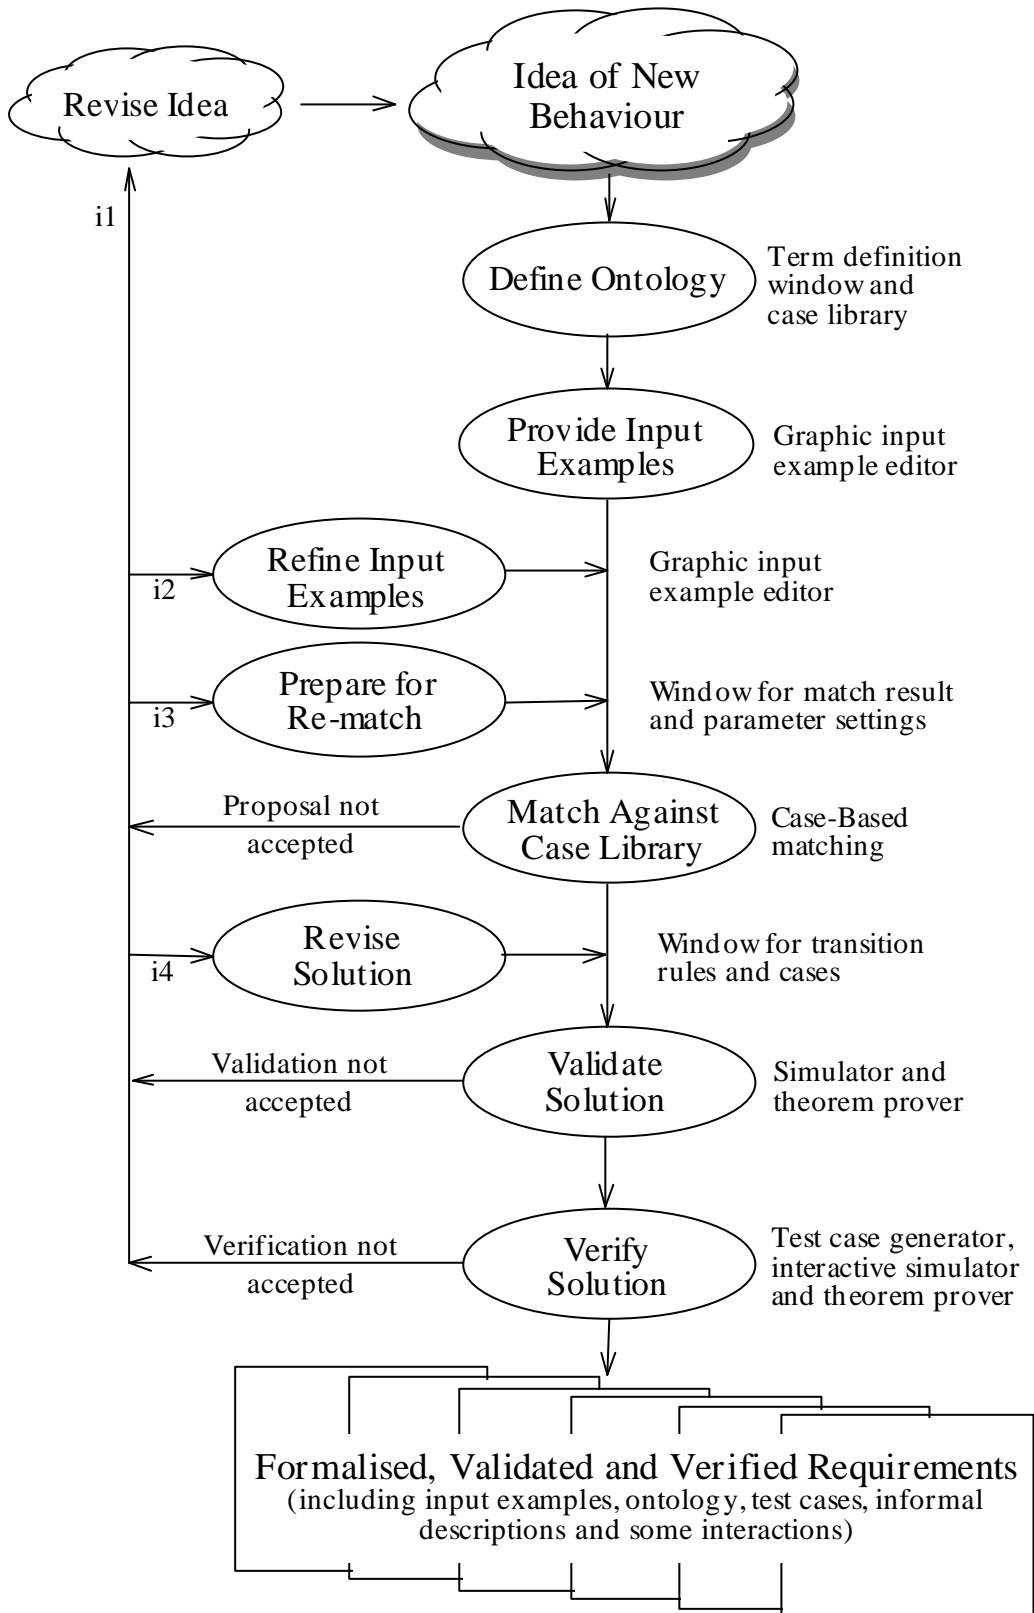 Revise Idea
Idea of New
Behaviour
i1
Define Ontology
Term definition
window and
case library
Provide Input
Examples
Graphic input
example editor
i2
Refine Input
Examples
Graphic input
example editor
i3
Prepare for
Re-match
Window for match result
and parameter settings
Proposal not
accepted
Match Against
Case Library
Case-Based
matching
i4
Revise
Solution
Window for transition
rules and cases
Validation not
accepted
Validate
Solution
Simulator and
theorem prover
Verification not
accepted
Verify
Solution
Test case generator,
interactive simulator
and theorem prover
Formalised, Validated and Verified Requirements
(including input examples, ontology, test cases, informal
descriptions and some interactions)